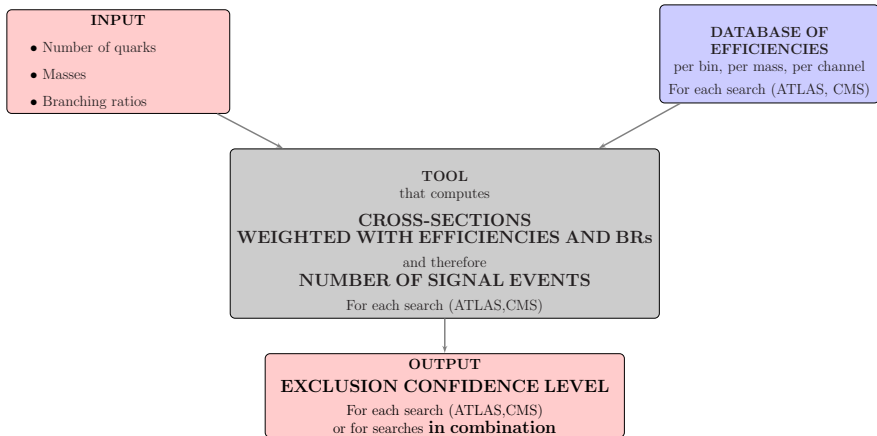 INPUT
• Number of quarks
• Masses
• Branching ratios
DATABASE OF
EFFICIENCIES
per bin, per mass, per channel
For each search (ATLAS, CMS)
TOOL
that computes
CROSS-SECTIONS
WEIGHTED WITH EFFICIENCIES AND BRs
and therefore
NUMBER OF SIGNAL EVENTS
For each search (ATLAS,CMS)
OUTPUT
EXCLUSION CONFIDENCE LEVEL
For each search (ATLAS,CMS)
or for searches in combination